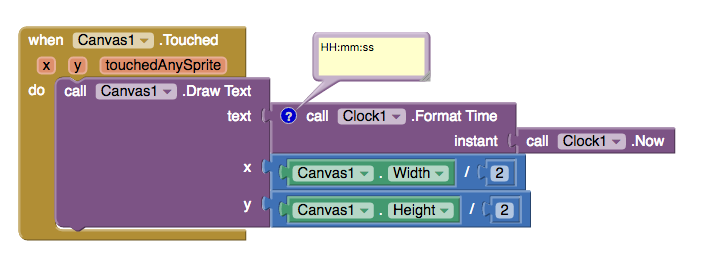 when Canvas1 .Touched
HH:mm:ss
x y touchedAnySprite
do call Canvas1 .Draw Text
text ? call Clock1 .Format Time
instant call Clock1 .Now
x Canvas1 . Width / 2
y Canvas1 . Height / 2